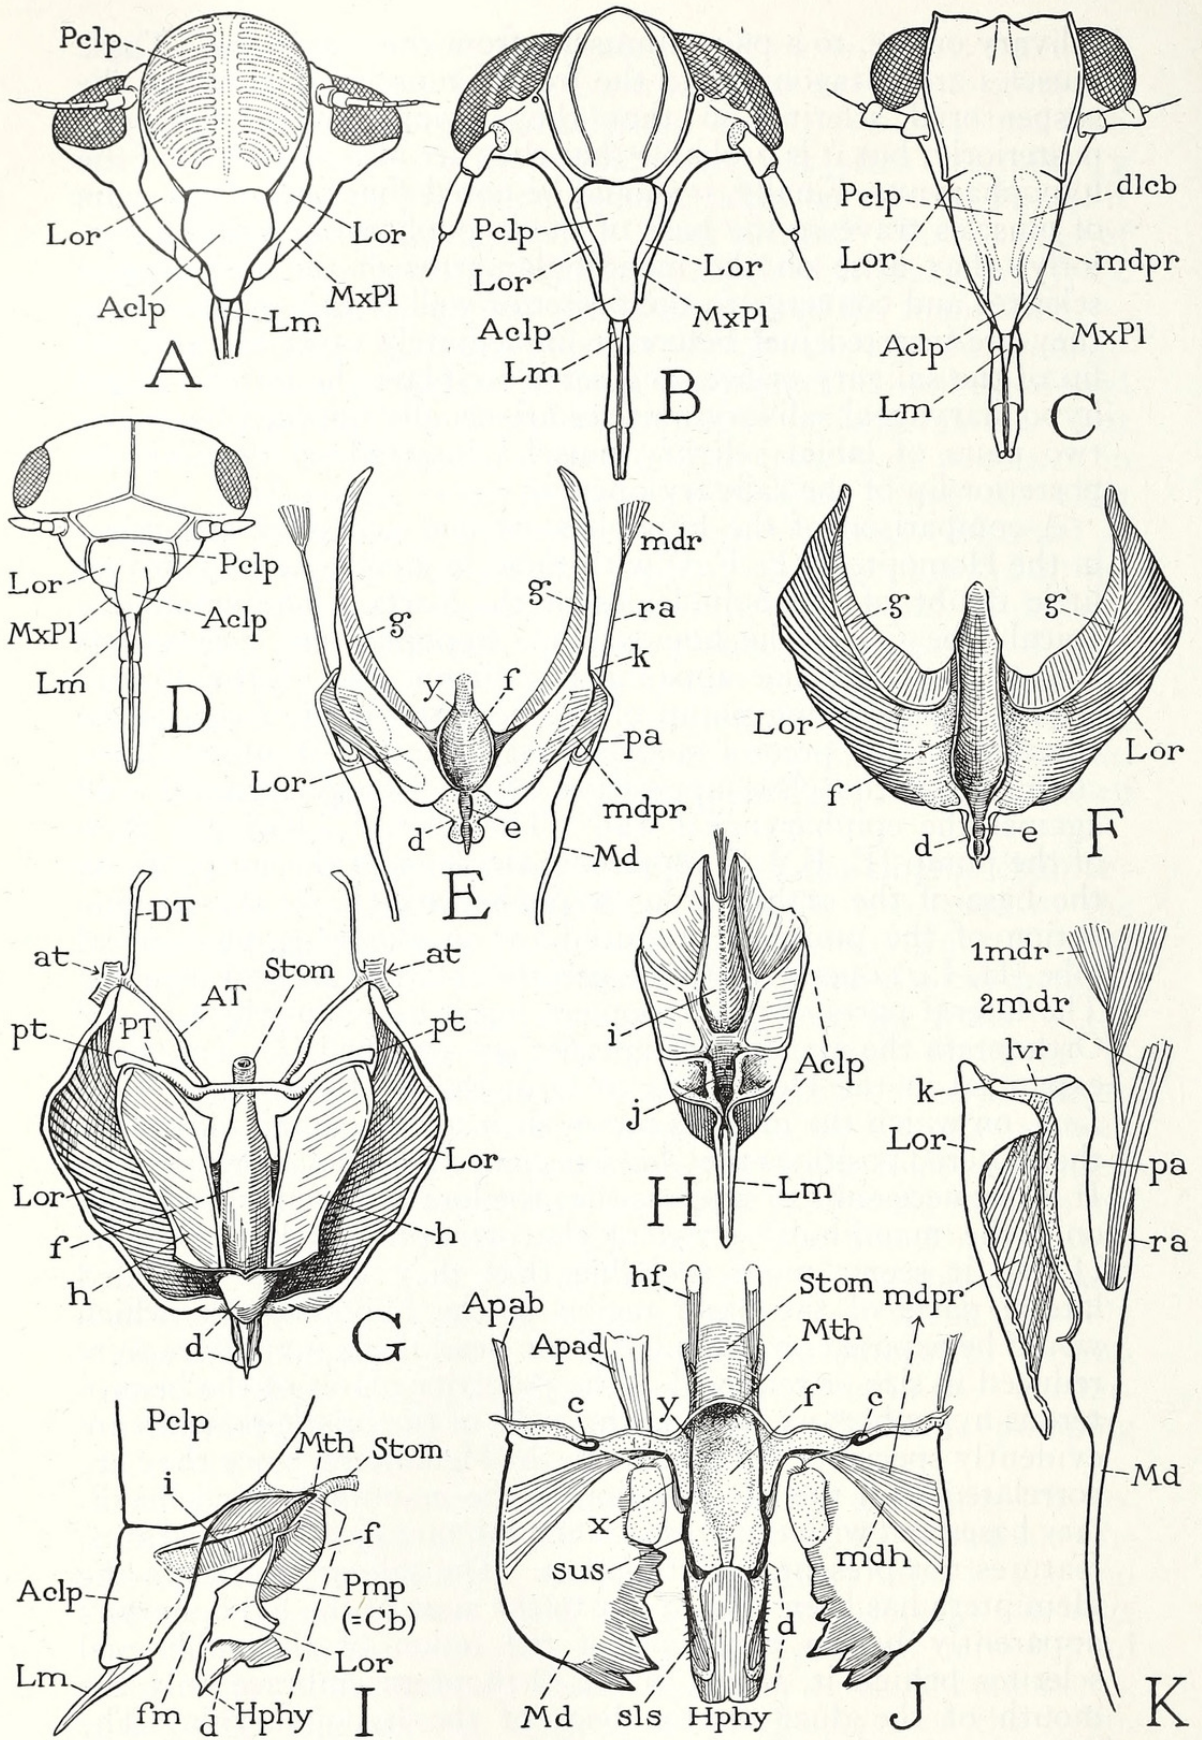 Pclp
Lor
Lor
Aclp
MxPl
Lm
A
Pclp
Lor
Lor
Aclp
MxPl
Lm
B
Pclp
dlcb
Lor
mdpr
Aclp
MxPl
Lm
C
Lor
Pclp
MxPl
Aclp
Lm
D
mdr
g
g
ra
k
y
f
pa
Lor
mdpr
d
e
Md
E
g
g
Lor
Lor
f
d
e
F
DT
at
at
Stom
AT
pt
PT
pt
Lor
Lor
f
h
h
d
G
i
Aclp
j
Lm
H
1mdr
2mdr
lvr
k
Lor
pa
ra
mdpr
Md
K
Pclp
Mth
Stom
i
f
Aclp
Pmp
(=Cb)
Lor
Lm
fm
d
Hphy
I
hf
Stom
Apab
Mth
Apad
c
y
f
c
x
sus
mdh
d
Md
sls
Hphy
J